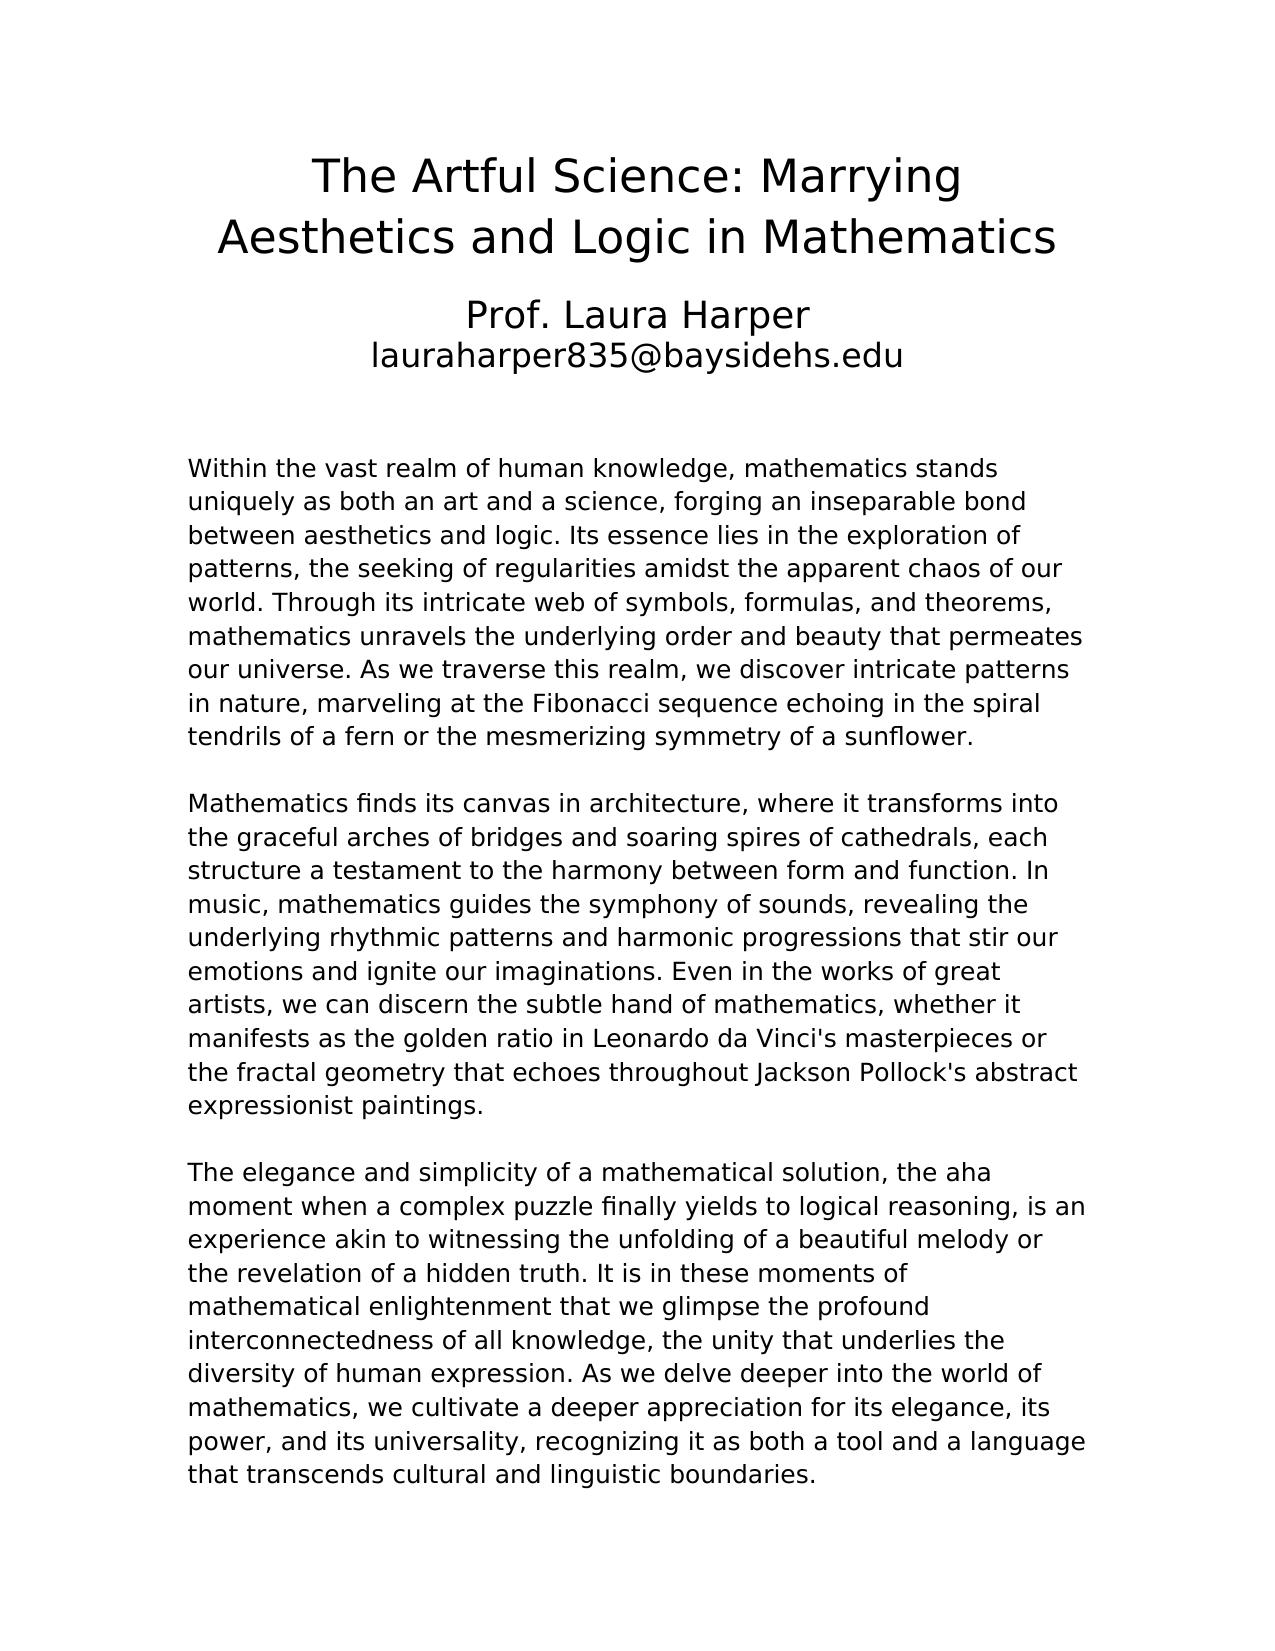 The Artful Science: Marrying
Aesthetics and Logic in Mathematics
Prof. Laura Harper
lauraharper835@baysidehs.edu
Within the vast realm of human knowledge, mathematics stands
uniquely as both an art and a science, forging an inseparable bond
between aesthetics and logic. Its essence lies in the exploration of
patterns, the seeking of regularities amidst the apparent chaos of our
world. Through its intricate web of symbols, formulas, and theorems,
mathematics unravels the underlying order and beauty that permeates
our universe. As we traverse this realm, we discover intricate patterns
in nature, marveling at the Fibonacci sequence echoing in the spiral
tendrils of a fern or the mesmerizing symmetry of a sunflower.
Mathematics finds its canvas in architecture, where it transforms into
the graceful arches of bridges and soaring spires of cathedrals, each
structure a testament to the harmony between form and function. In
music, mathematics guides the symphony of sounds, revealing the
underlying rhythmic patterns and harmonic progressions that stir our
emotions and ignite our imaginations. Even in the works of great
artists, we can discern the subtle hand of mathematics, whether it
manifests as the golden ratio in Leonardo da Vinci's masterpieces or
the fractal geometry that echoes throughout Jackson Pollock's abstract
expressionist paintings.
The elegance and simplicity of a mathematical solution, the aha
moment when a complex puzzle finally yields to logical reasoning, is an
experience akin to witnessing the unfolding of a beautiful melody or
the revelation of a hidden truth. It is in these moments of
mathematical enlightenment that we glimpse the profound
interconnectedness of all knowledge, the unity that underlies the
diversity of human expression. As we delve deeper into the world of
mathematics, we cultivate a deeper appreciation for its elegance, its
power, and its universality, recognizing it as both a tool and a language
that transcends cultural and linguistic boundaries.